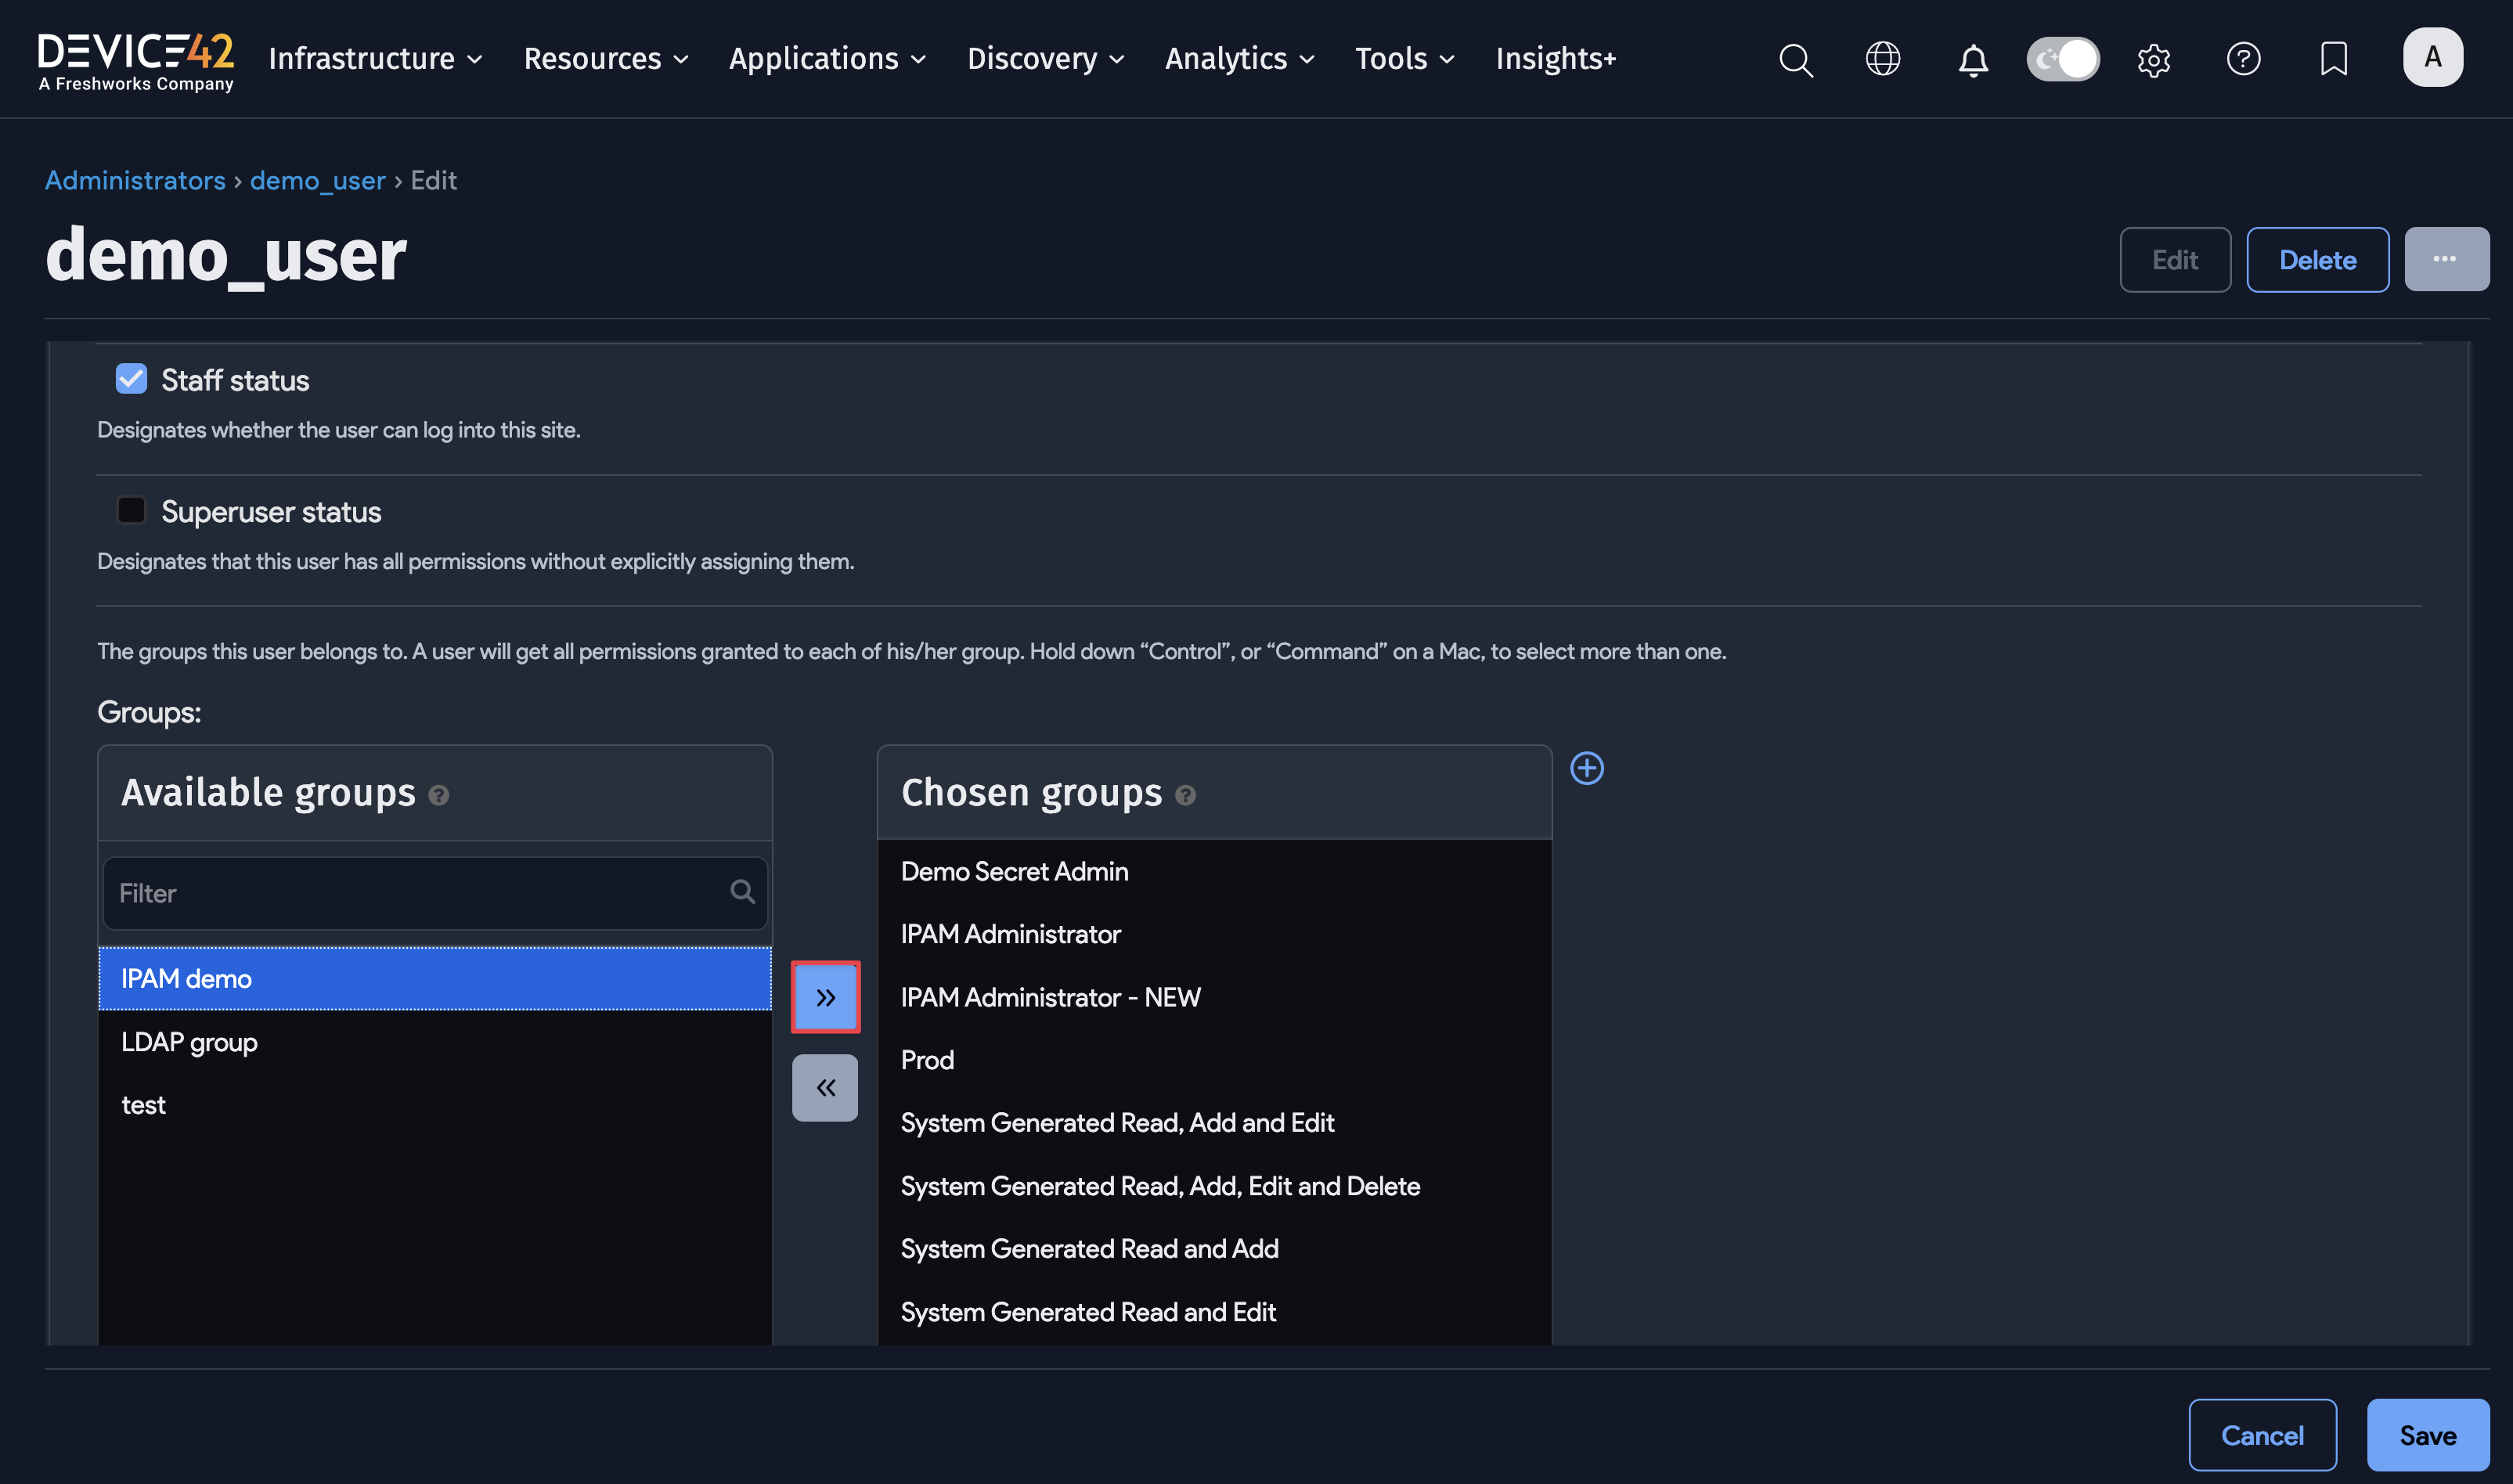 DEVICE42
A Freshworks Company
Infrastructure Resources Applications Discovery Analytics Tools Insights+
A
Administrators › demo_user › Edit
demo_user
Edit Delete ...
Staff status
Designates whether the user can log into this site.
Superuser status
Designates that this user has all permissions without explicitly assigning them.
The groups this user belongs to. A user will get all permissions granted to each of his/her group. Hold down “Control”, or “Command” on a Mac, to select more than one.
Groups:
Available groups ?
Filter
IPAM demo
LDAP group
test
»
«
Chosen groups ?
Demo Secret Admin
IPAM Administrator
IPAM Administrator - NEW
Prod
System Generated Read, Add and Edit
System Generated Read, Add, Edit and Delete
System Generated Read and Add
System Generated Read and Edit
Cancel Save